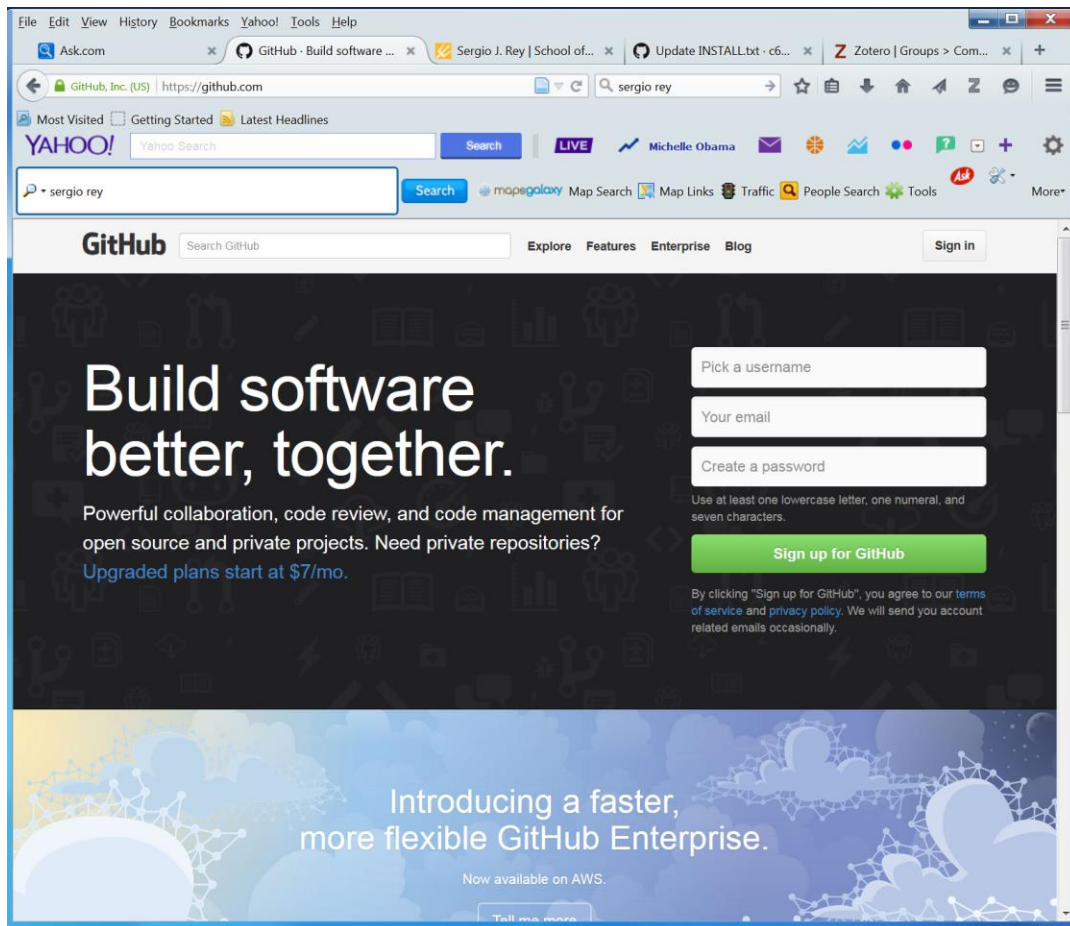 File Edit View History Bookmarks Yahoo! Tools Help
Ask.com GitHub · Build software ... Sergio J. Rey | School of... Update INSTALL.txt · c6... Zotero | Groups > Com...
GitHub, Inc. (US) https://github.com sergio rey
Most Visited Getting Started Latest Headlines
YAHOO! Yahoo Search Search LIVE Michelle Obama
sergio rey Search mapsgalaxy Map Search Map Links Traffic People Search Tools Ask More
GitHub Search GitHub Explore Features Enterprise Blog Sign in
Build software
better, together.
Powerful collaboration, code review, and code management for
open source and private projects. Need private repositories?
Upgraded plans start at $7/mo.
Pick a username
Your email
Create a password
Use at least one lowercase letter, one numeral, and
seven characters.
Sign up for GitHub
By clicking "Sign up for GitHub", you agree to our terms
of service and privacy policy. We will send you account
related emails occasionally.
Introducing a faster,
more flexible GitHub Enterprise.
Now available on AWS.
Tell me more